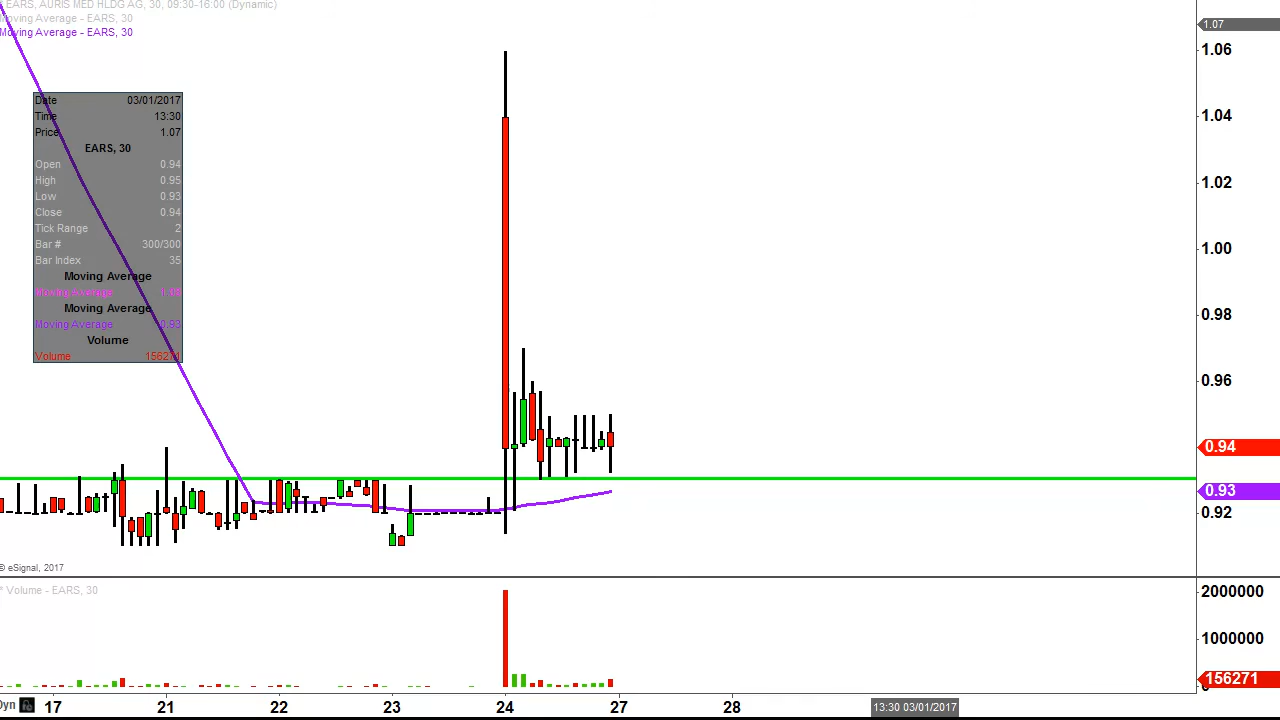 EARS, AURIS MED HLDG AG, 30, 09:30-16:00 (Dynamic)
Moving Average - EARS, 30
Moving Average - EARS, 30
Date 03/01/2017
Time 13:30
Price 1.07
EARS, 30
Open 0.94
High 0.95
Low 0.93
Close 0.94
Tick Range 2
Bar # 300/300
Bar Index 35
Moving Average
Moving Average
Moving Average
Moving Average 0.93
Volume
Volume 156271
1.07
1.06
1.04
1.02
1.00
0.98
0.96
0.94
0.93
0.92
© eSignal, 2017
* Volume - EARS, 30
2000000
1000000
156271
0
Dyn 17 21 22 23 24 27 28 13:30 03/01/2017